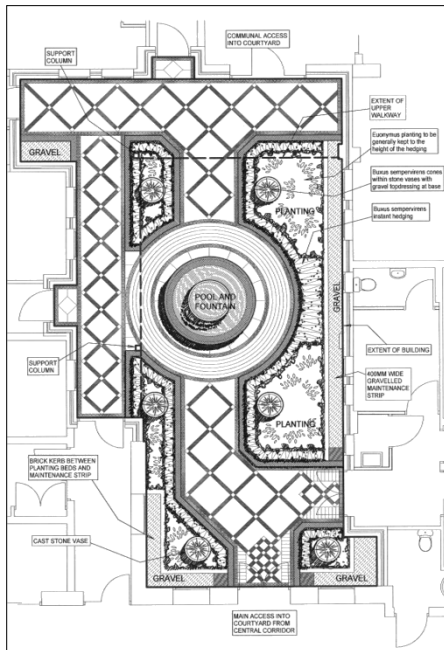 COMMUNAL ACCESS
INTO COURTYARD
SUPPORT
COLUMN
EXTENT OF
UPPER
WALKWAY
Euonymus planting to be
generally kept to the
height of the hedging
GRAVEL
Buxus sempervirens cones
within stone vases with
gravel topdressing at base
PLANTING
Buxus sempervirens
instant hedging
POOL AND
FOUNTAIN
GRAVEL
EXTENT OF BUILDING
SUPPORT
COLUMN
400MM WIDE
GRAVELLED
MAINTENANCE
STRIP
PLANTING
BRICK KERB BETWEEN
PLANTING BEDS AND
MAINTENANCE STRIP
CAST STONE VASE
GRAVEL
GRAVEL
MAIN ACCESS INTO
COURTYARD FROM
CENTRAL CORRIDOR